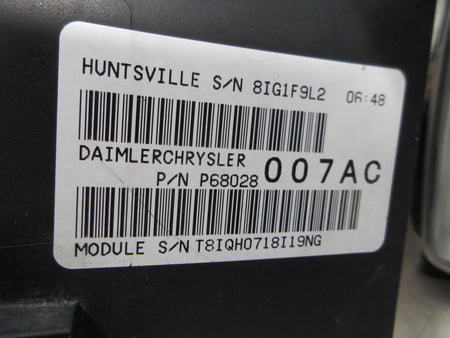 HUNTSVILLE S/N 8IG1F9L2 06:48
DAIMLERCHRYSLER
P/N P68028 007AC
MODULE S/N T8IQH0718I19NG